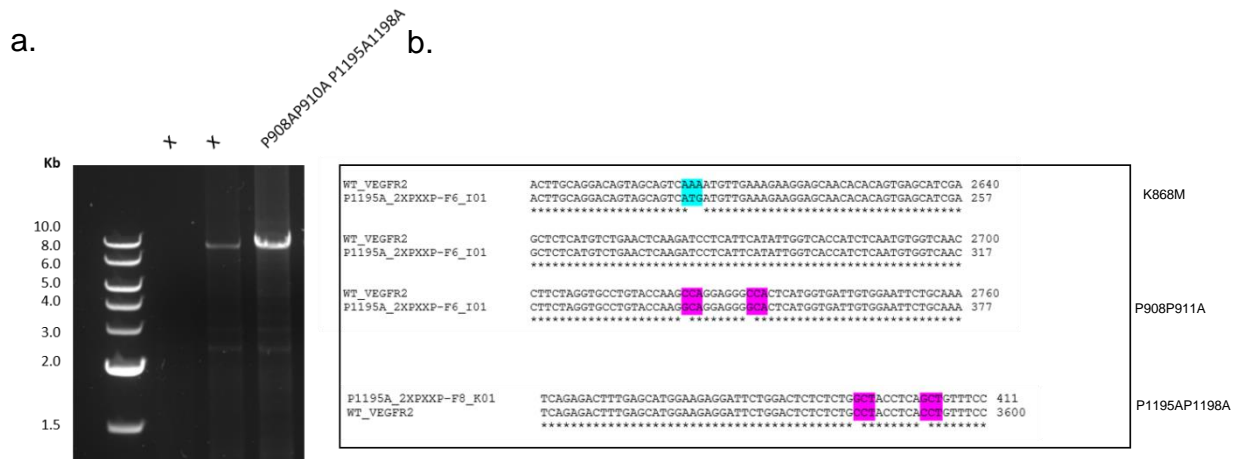 a.
b.
X
X
P908AP910A P1195A1198A
Kb
10.0
8.0
6.0
5.0
4.0
3.0
2.0
1.5
WT_VEGFR2 ACTTGCAGGACAGTAGCAGTCAAAATGTTGAAAGAAGGAGCAACACACAGTGAGCATCGA 2640
P1195A_2XPXXP-F6_I01 ACTTGCAGGACAGTAGCAGTCATGATGTTGAAAGAAGGAGCAACACACAGTGAGCATCGA 257
********************* *************************************
K868M
WT_VEGFR2 GCTCTCATGTCTGAACTCAAGATCCTCATTCATATTGGTCACCATCTCAATGTGGTCAAC 2700
P1195A_2XPXXP-F6_I01 GCTCTCATGTCTGAACTCAAGATCCTCATTCATATTGGTCACCATCTCAATGTGGTCAAC 317
************************************************************
WT_VEGFR2 CTTCTAGGTGCCTGTACCAAGCCAGGAGGGCCACTCATGGTGATTGTGGAATTCTGCAAA 2760
P1195A_2XPXXP-F6_I01 CTTCTAGGTGCCTGTACCAAGGCAGGAGGGGCACTCATGGTGATTGTGGAATTCTGCAAA 377
********************* ******** *****************************
P908P911A
P1195A_2XPXXP-F8_K01 TCAGAGACTTTGAGCATGGAAGAGGATTCTGGACTCTCTCTGGCTACCTCAGCTGTTTCC 411
WT_VEGFR2 TCAGAGACTTTGAGCATGGAAGAGGATTCTGGACTCTCTCTGCCTACCTCACCTGTTTCC 3600
****************************************** ******** ********
P1195AP1198A